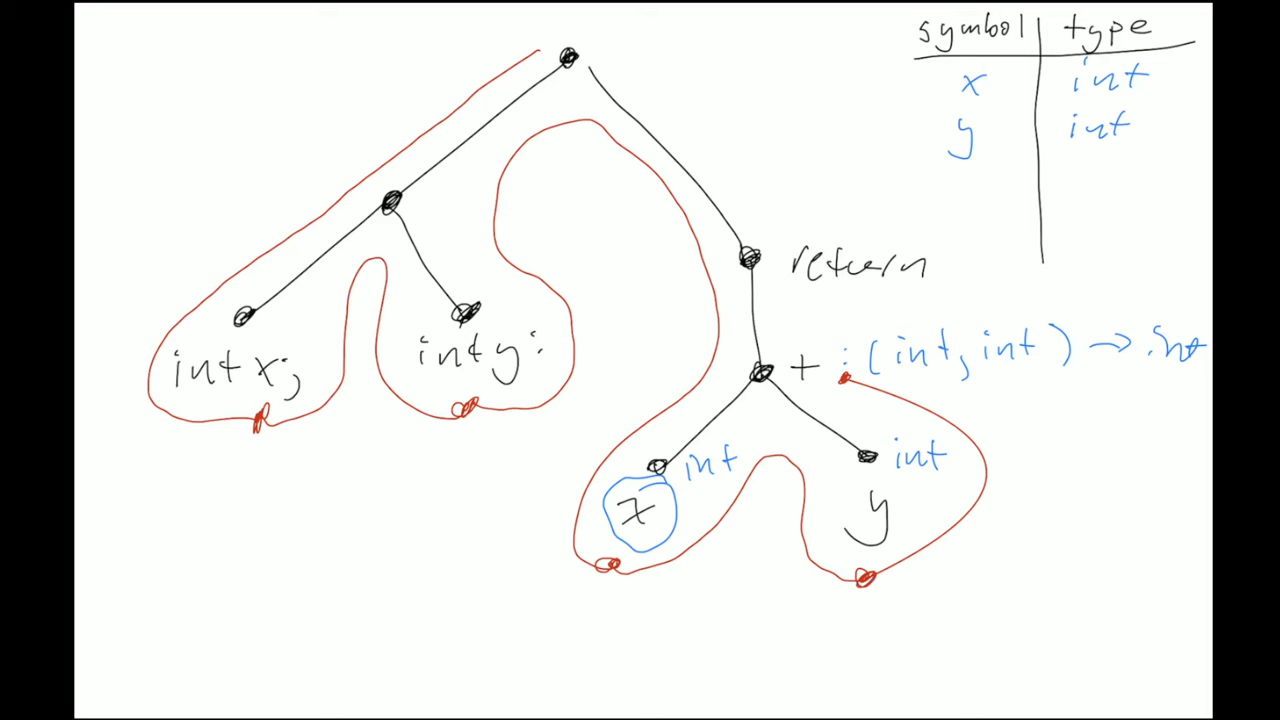 symbol type
x int
y int
return
int x;
int y:
+ : (int, int) → int
int
int
x
y